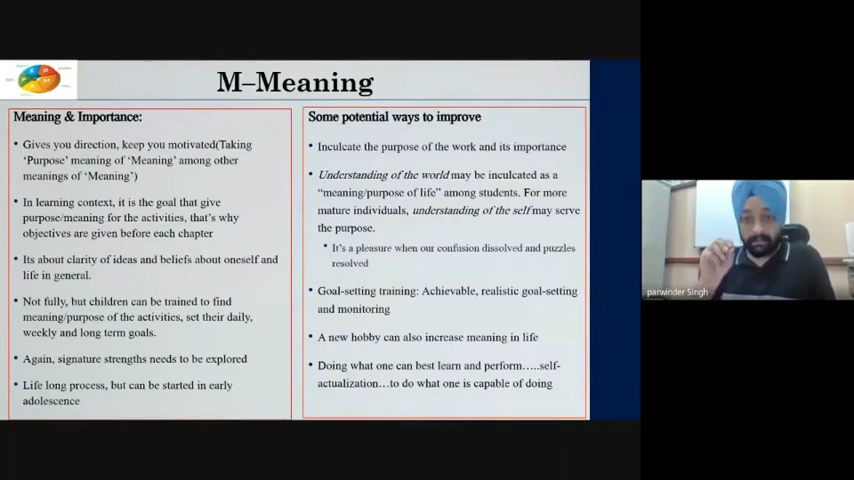 M–Meaning
Meaning & Importance:
• Gives you direction, keep you motivated(Taking
‘Purpose’ meaning of ‘Meaning’ among other
meanings of ‘Meaning’)
• In learning context, it is the goal that give
purpose/meaning for the activities, that’s why
objectives are given before each chapter
• Its about clarity of ideas and beliefs about oneself and
life in general.
• Not fully, but children can be trained to find
meaning/purpose of the activities, set their daily,
weekly and long term goals.
• Again, signature strengths needs to be explored
• Life long process, but can be started in early
adolescence
Some potential ways to improve
• Inculcate the purpose of the work and its importance
• Understanding of the world may be inculcated as a
“meaning/purpose of life” among students. For more
mature individuals, understanding of the self may serve
the purpose.
• It’s a pleasure when our confusion dissolved and puzzles
resolved
• Goal-setting training: Achievable, realistic goal-setting
and monitoring
• A new hobby can also increase meaning in life
• Doing what one can best learn and perform…..self-
actualization…to do what one is capable of doing
parwinder Singh